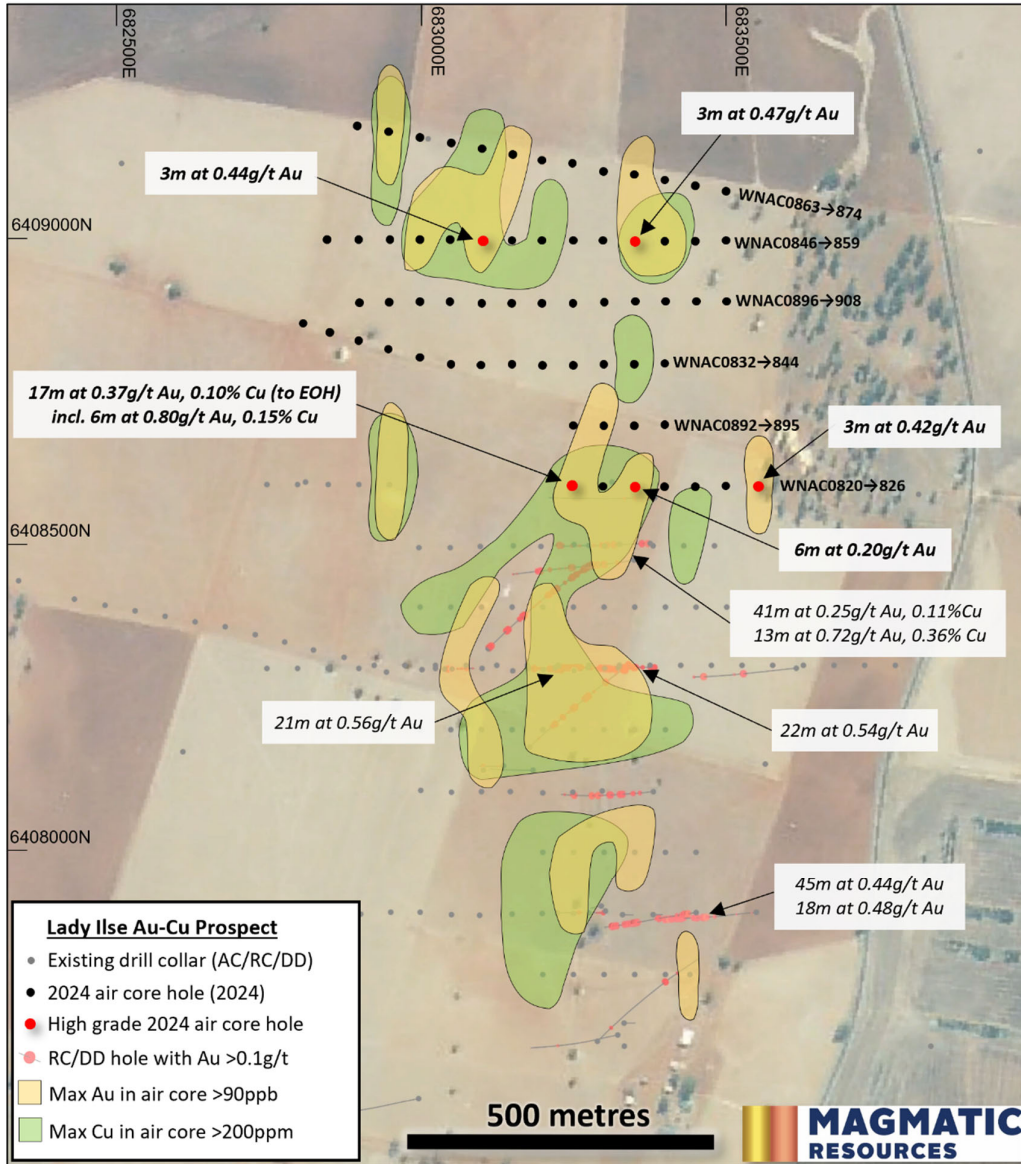 682500E
683000E
683500E
3m at 0.47g/t Au
3m at 0.44g/t Au
WNAC0863→874
6409000N
WNAC0846→859
WNAC0896→908
WNAC0832→844
17m at 0.37g/t Au, 0.10% Cu (to EOH)
incl. 6m at 0.80g/t Au, 0.15% Cu
WNAC0892→895
3m at 0.42g/t Au
WNAC0820→826
6408500N
6m at 0.20g/t Au
41m at 0.25g/t Au, 0.11%Cu
13m at 0.72g/t Au, 0.36% Cu
21m at 0.56g/t Au
22m at 0.54g/t Au
6408000N
45m at 0.44g/t Au
18m at 0.48g/t Au
Lady Ilse Au-Cu Prospect
Existing drill collar (AC/RC/DD)
2024 air core hole (2024)
High grade 2024 air core hole
RC/DD hole with Au >0.1g/t
Max Au in air core >90ppb
Max Cu in air core >200ppm
500 metres
MAGMATIC
RESOURCES